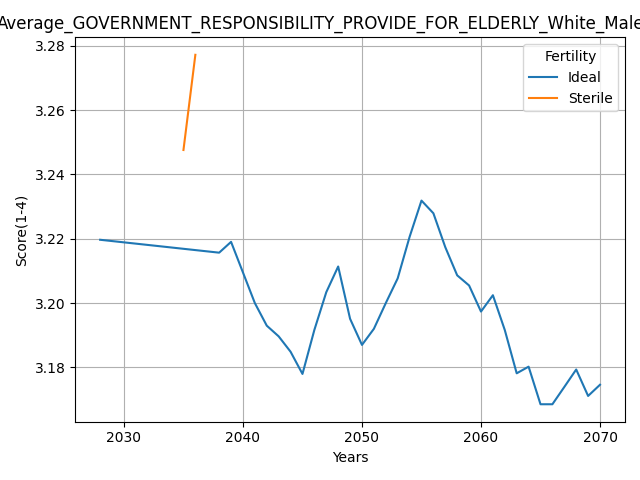 Average_GOVERNMENT_RESPONSIBILITY_PROVIDE_FOR_ELDERLY_White_Male
3.28
3.26
3.24
3.22
3.20
3.18
Score(1-4)
Fertility
Ideal
Sterile
2030 2040 2050 2060 2070
Years